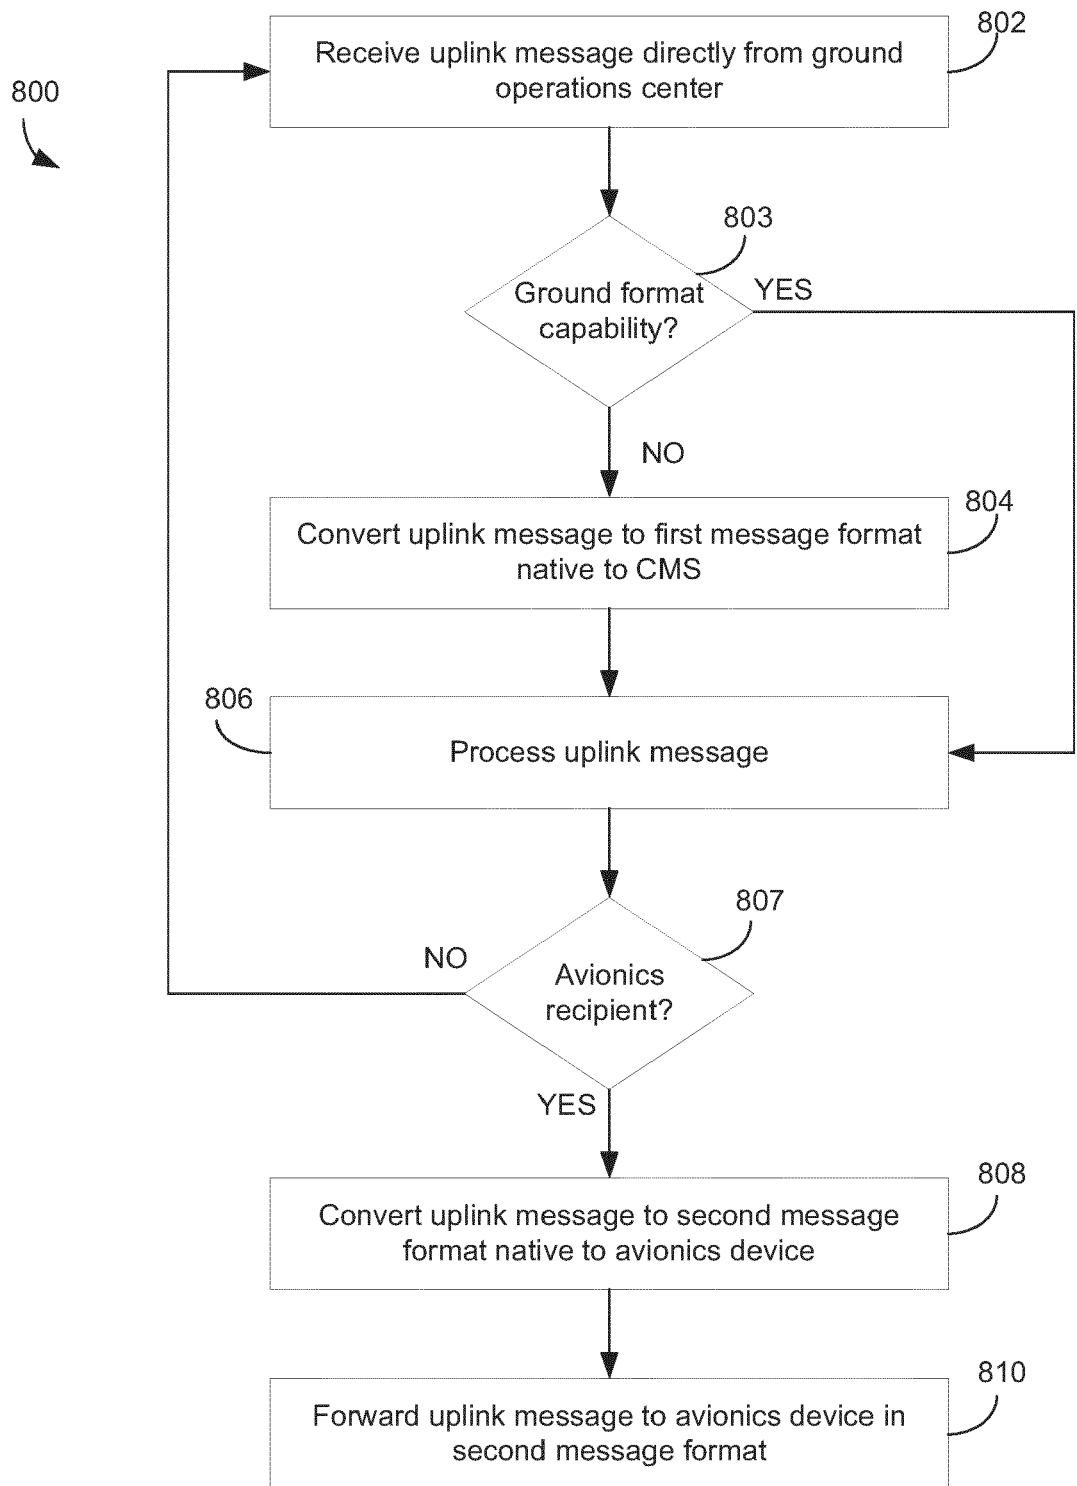 802
Receive uplink message directly from ground
operations center
800
803
Ground format
capability?
YES
NO
804
Convert uplink message to first message format
native to CMS
806
Process uplink message
807
NO
Avionics
recipient?
YES
808
Convert uplink message to second message
format native to avionics device
810
Forward uplink message to avionics device in
second message format